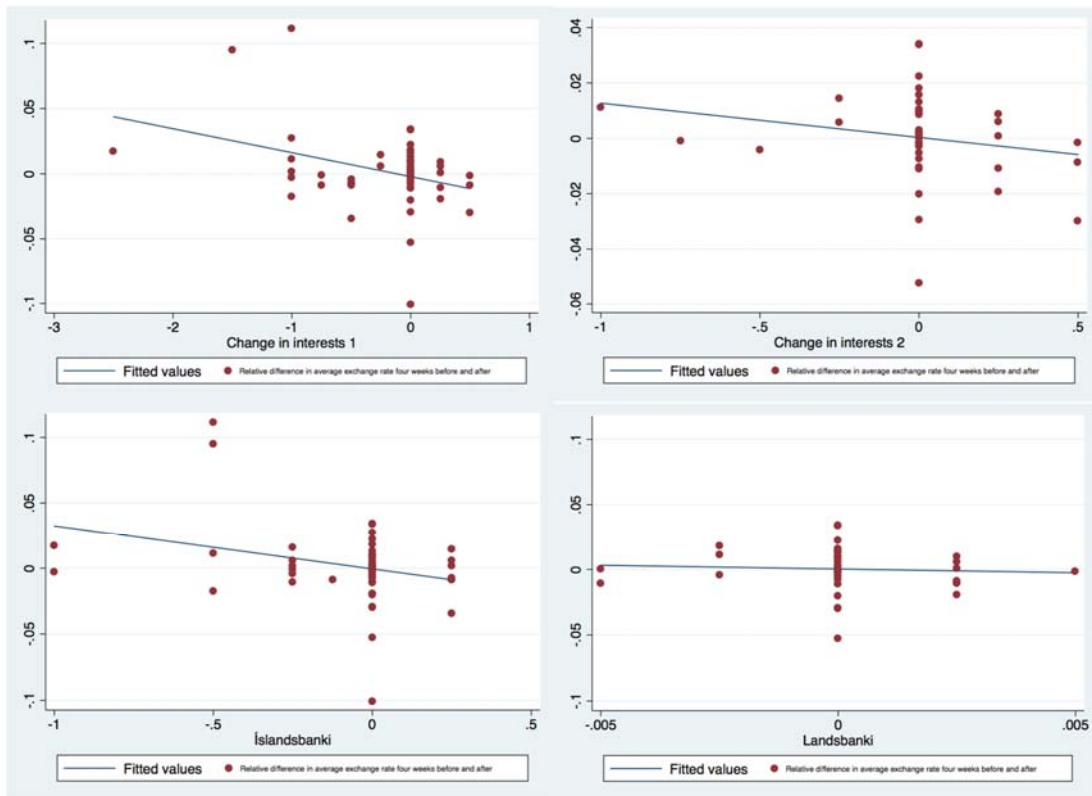 .1
.05
0
-.05
-.1
-3 -2 -1 0 1
Change in interests 1
Fitted values Relative difference in average exchange rate four weeks before and after
.04
.02
0
-.02
-.04
-.06
-1 -.5 0 .5
Change in interests 2
Fitted values Relative difference in average exchange rate four weeks before and after
.1
.05
0
-.05
-.1
-1 -.5 0 .5
Íslandsbanki
Fitted values Relative difference in average exchange rate four weeks before and after
.1
.05
0
-.05
-.1
-.005 0 .005
Landsbanki
Fitted values Relative difference in average exchange rate four weeks before and after